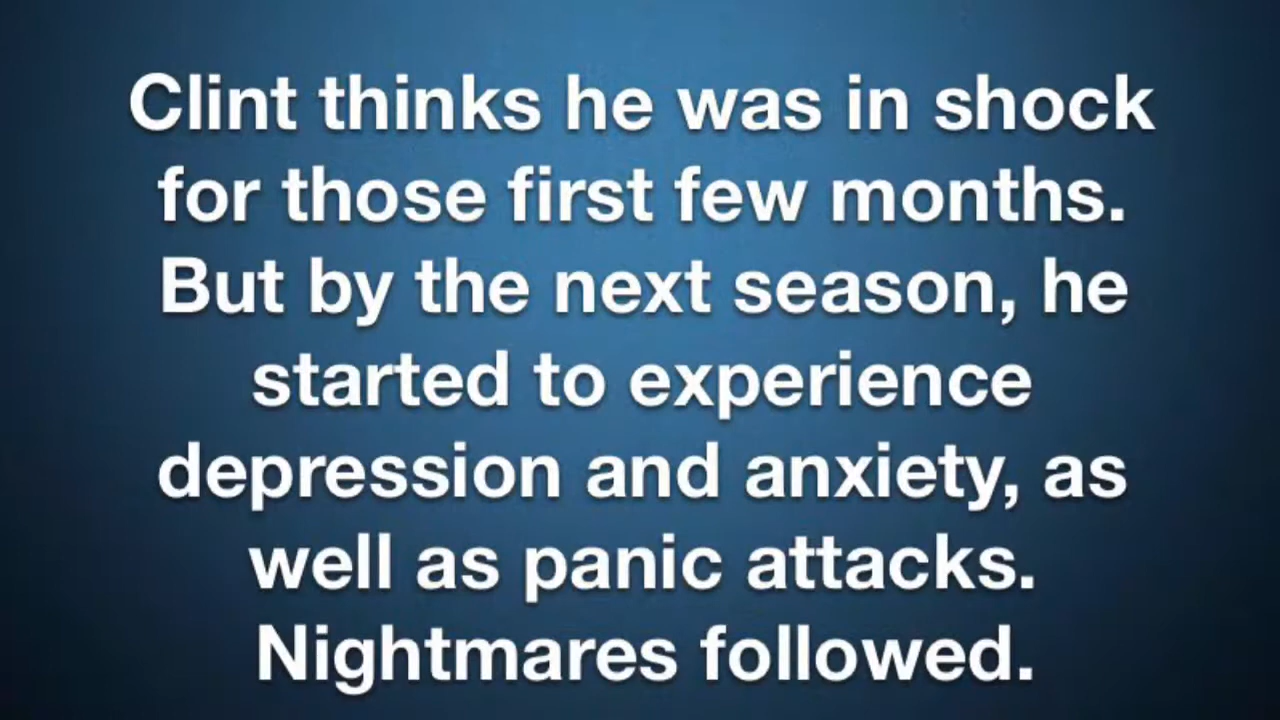 Clint thinks he was in shock
for those first few months.
But by the next season, he
started to experience
depression and anxiety, as
well as panic attacks.
Nightmares followed.